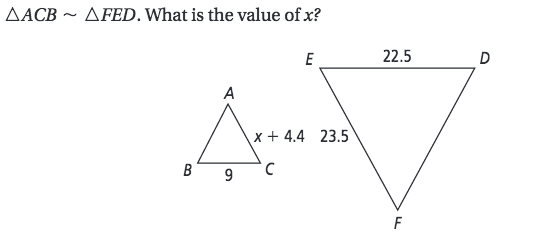 △ACB ~ △FED. What is the value of x?
E 22.5 D
A
x + 4.4 23.5
B 9 C
F